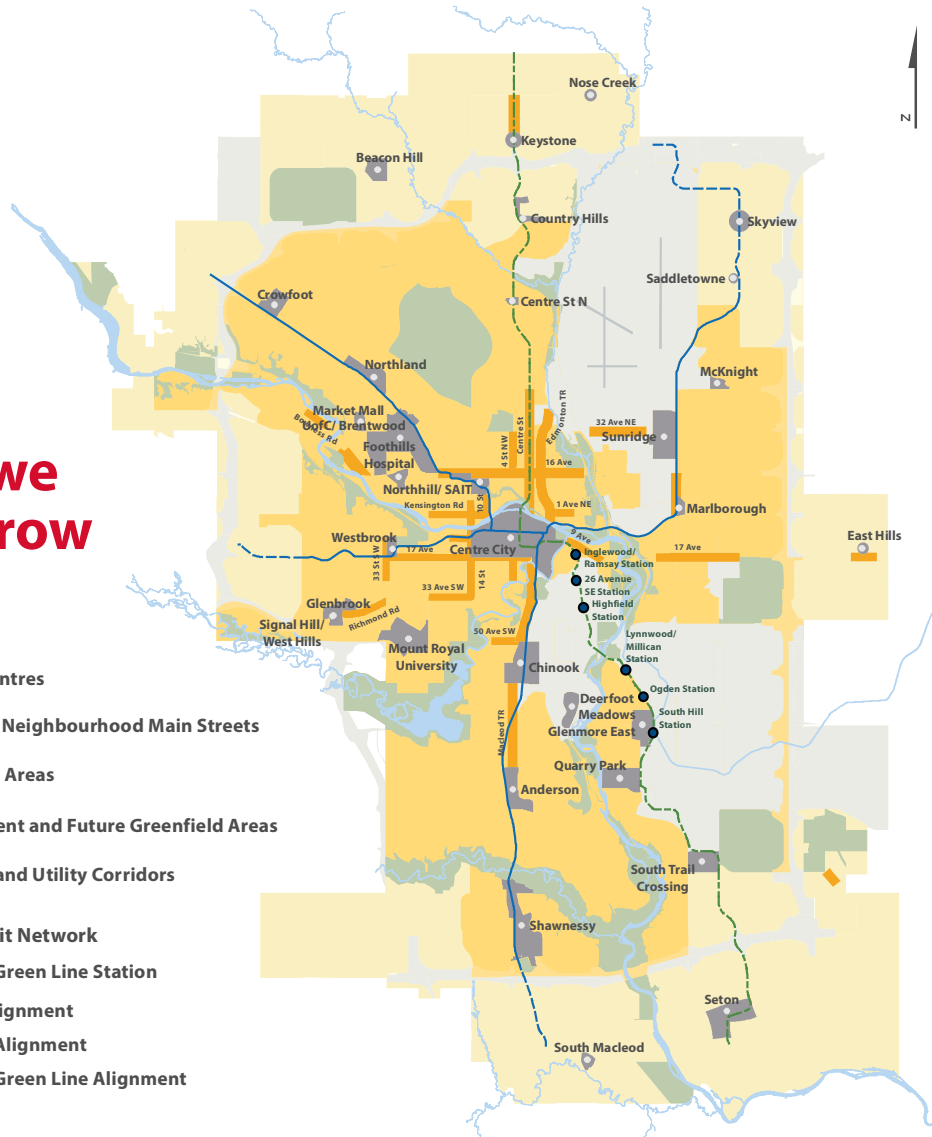 Nose Creek
N
Keystone
Beacon Hill
Country Hills
Skyview
Saddletowne
Crowfoot
Centre St N
Northland
McKnight
Market Mall
Bowness Rd
UofC/ Brentwood
Foothills
Hospital
4 St NW
Centre St
Edmonton TR
32 Ave NE
Sunridge
16 Ave
Northhill/ SAIT
Kensington Rd
10 St
1 Ave NE
Marlborough
Westbrook
17 Ave
Centre City
9 Ave
Inglewood/
Ramsay Station
17 Ave
East Hills
33 St SW
14 St
33 Ave SW
26 Avenue
SE Station
Highfield
Station
Glenbrook
Richmond Rd
Signal Hill/
West Hills
50 Ave SW
Mount Royal
University
Lynnwood/
Millican
Station
Chinook
Ogden Station
Deerfoot
Meadows
South Hill
Station
Glenmore East
Macleod TR
Quarry Park
Anderson
South Trail
Crossing
Shawnessy
Seton
South Macleod
we
row
ntres
Neighbourhood Main Streets
Areas
ent and Future Greenfield Areas
and Utility Corridors
it Network
Green Line Station
ignment
Alignment
Green Line Alignment